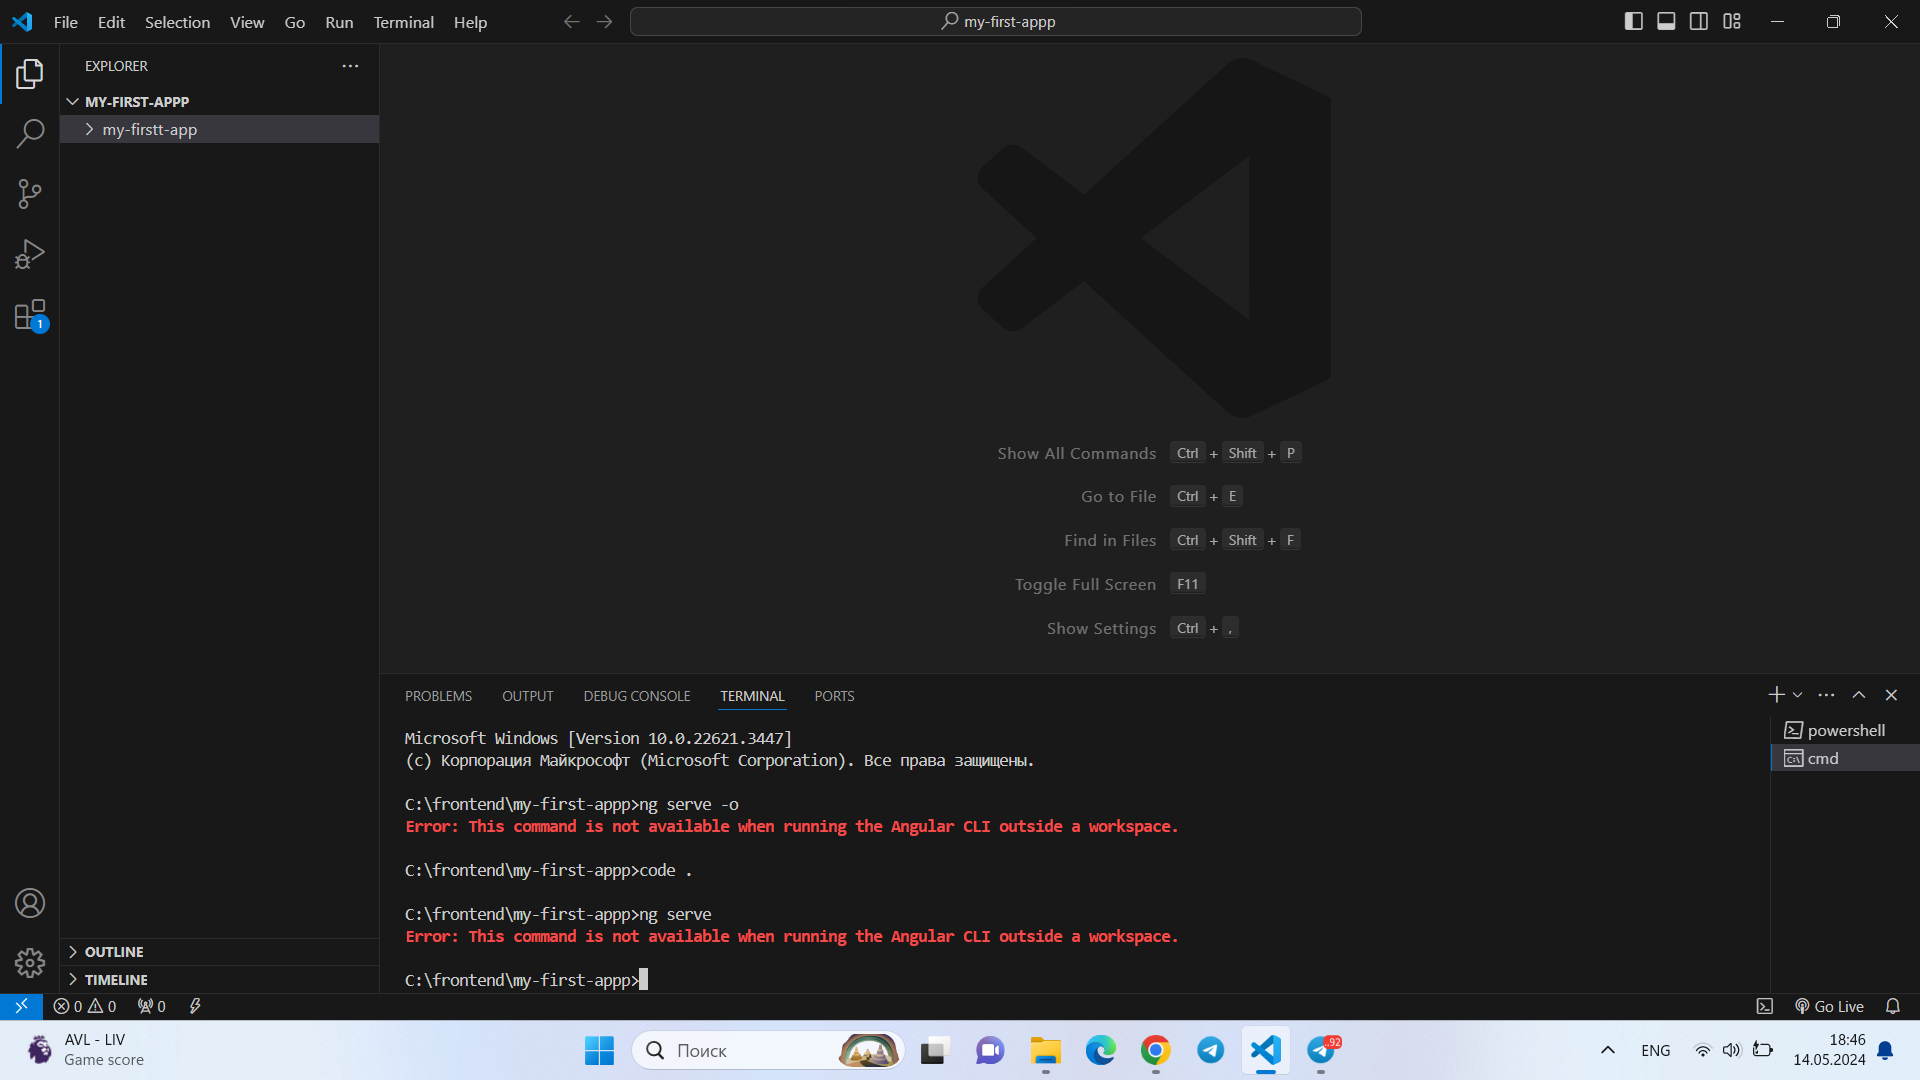 File Edit Selection View Go Run Terminal Help
my-first-appp
EXPLORER
MY-FIRST-APPP
my-firstt-app
1
Show All Commands Ctrl + Shift + P
Go to File Ctrl + E
Find in Files Ctrl + Shift + F
Toggle Full Screen F11
Show Settings Ctrl + ,
PROBLEMS OUTPUT DEBUG CONSOLE TERMINAL PORTS
powershell
cmd
Microsoft Windows [Version 10.0.22621.3447]
(c) Корпорация Майкрософт (Microsoft Corporation). Все права защищены.
C:\frontend\my-first-appp>ng serve -o
Error: This command is not available when running the Angular CLI outside a workspace.
C:\frontend\my-first-appp>code .
C:\frontend\my-first-appp>ng serve
Error: This command is not available when running the Angular CLI outside a workspace.
C:\frontend\my-first-appp>
OUTLINE
TIMELINE
0 0 0
Go Live
AVL - LIV
Game score
Поиск
..92
ENG
18:46
14.05.2024